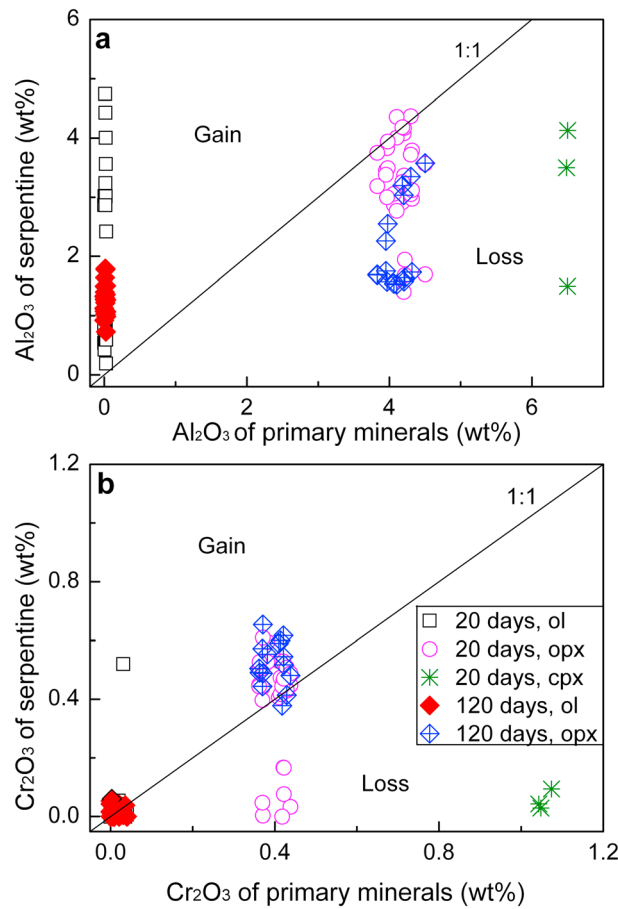 a
1:1
Gain
Loss
6
4
2
0
0
2
4
6
Al₂O₃ of serpentine (wt%)
Al₂O₃ of primary minerals (wt%)
b
1:1
Gain
Loss
1.2
0.8
0.4
0.0
0.0
0.4
0.8
1.2
Cr₂O₃ of serpentine (wt%)
20 days, ol
20 days, opx
20 days, cpx
120 days, ol
120 days, opx
Cr₂O₃ of primary minerals (wt%)